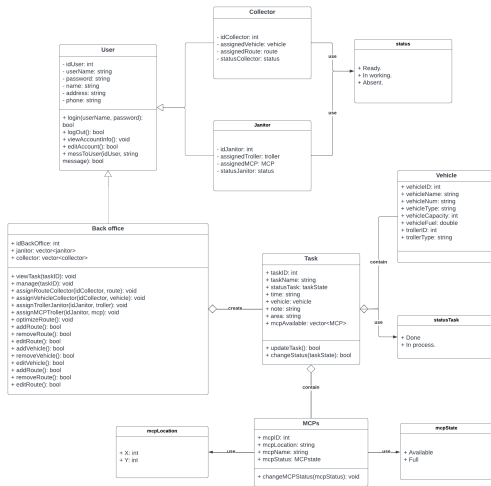 Collector
- idCollector: int
- assignedVehicle: vehicle
- assignedRoute: route
- statusCollector: status
User
- idUser: int
- userName: string
- password: string
- name: string
- address: string
- phone: string
+ login(userName, password):
bool
+ logOut(): bool
+ viewAccountInfo(): void
+ editAccount(): bool
+ messToUser(idUser, string
message): bool
use
use
status
+ Ready.
+ In working.
+ Absent.
Janitor
- idJanitor: int
- assignedTroller: troller
- assignedMCP: MCP
- statusJanitor: status
Vehicle
+ vehicleID: int
+ vehicleName: string
+ vehicleNum: string
+ vehicleType: string
+ vehicleCapacity: int
+ vehicleFuel: double
+ trollerID: int
+ trollerType: string
Back office
+ idBackOffice: int
+ janitor: vector<janitor>
+ collector: vector<collector>
+ viewTask(taskID): void
+ manage(taskID): void
+ assignRouteCollector(idCollector, route): void
+ assignVehicleCollector(idCollector, vehicle): void
+ assignTrollerJanitor(idJanitor, troller): void
+ assignMCPTroller(idJanitor, mcp): void
+ optimizeRoute(): void
+ addRoute(): bool
+ removeRoute(): bool
+ editRoute(): bool
+ addVehicle(): bool
+ removeVehicle(): bool
+ editVehicle(): bool
+ addRoute(): bool
+ removeRoute(): bool
+ editRoute(): bool
create
Task
+ taskID: int
+ taskName: string
+ statusTask: taskState
+ time: string
+ vehicle: vehicle
+ note: string
+ area: string
+ mcpAvailable: vector<MCP>
+ updateTask(): bool
+ changeStatus(taskState): bool
contain
use
statusTask
+ Done
+ In process.
contain
mcpLocation
+ X: int
+ Y: int
use
MCPs
+ mcpID: int
+ mcpLocation: string
+ mcpName: string
+ mcpStatus: MCPstate
+ changeMCPStatus(mcpStatus): void
use
mcpState
+ Available
+ Full